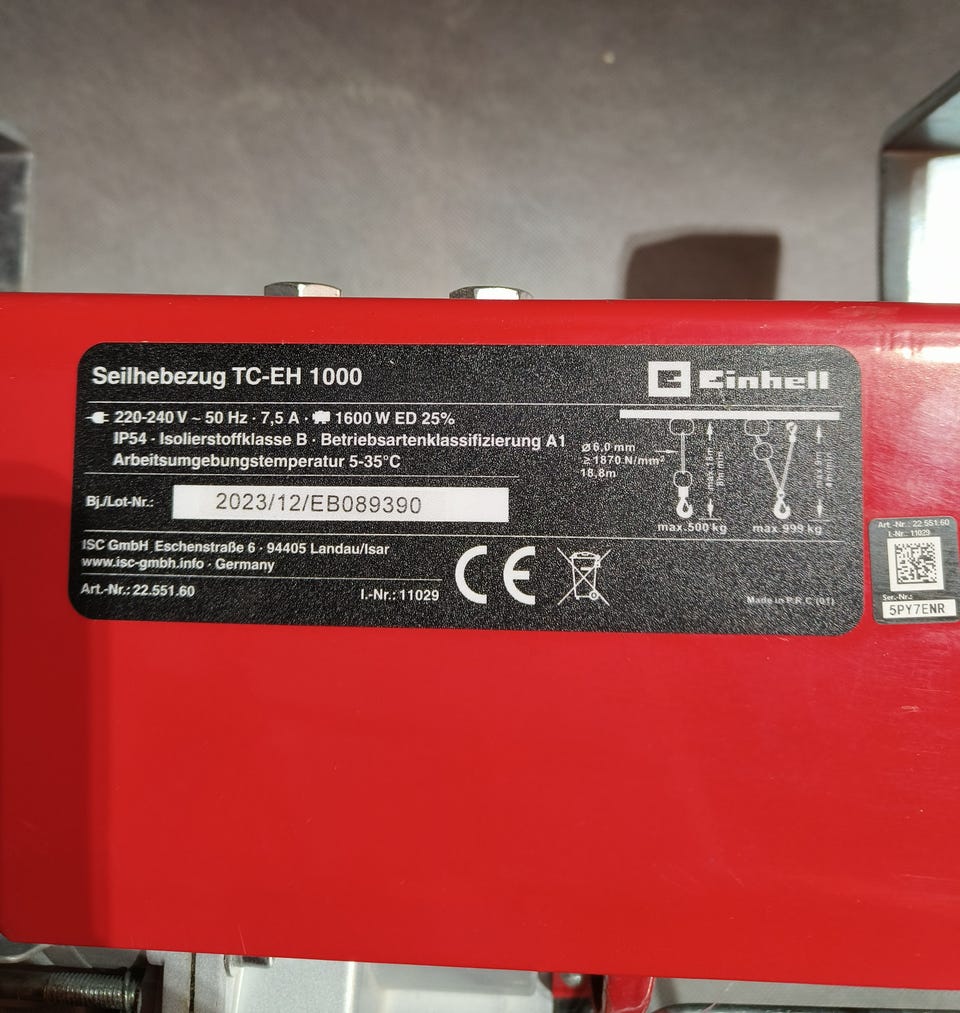 Seilhebezug TC-EH 1000
Einhell
220-240 V ~ 50 Hz · 7,5 A · 1600 W ED 25%
IP54 · Isolierstoffklasse B · Betriebsartenklassifizierung A1
Arbeitsumgebungstemperatur 5-35°C
Ø 6,0 mm
≥1870 N/mm²
18,8m
max. 500 kg
max. 999 kg
Bj./Lot-Nr.: 2023/12/EB089390
ISC GmbH Eschenstraße 6 · 94405 Landau/Isar
www.isc-gmbh.info · Germany
Art.-Nr.: 22.551.60 I.-Nr.: 11029
CE
Made in P.R.C (01)
Art.-Nr.: 22.551.60
I.-Nr.: 11029
Ser.-Nr.:
5PY7ENR